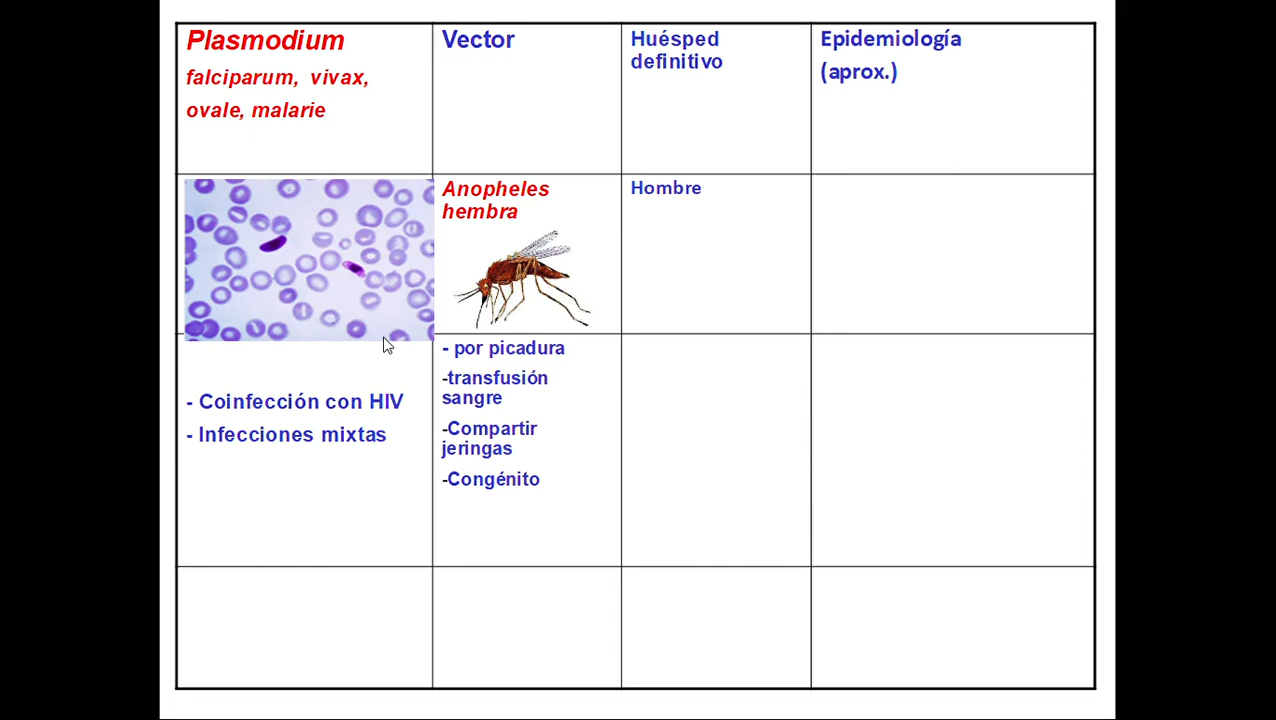 Plasmodium
falciparum, vivax,
ovale, malarie
Vector
Huésped
definitivo
Epidemiología
(aprox.)
Anopheles
hembra
Hombre
- Coinfección con HIV
- Infecciones mixtas
- por picadura
-transfusión
sangre
-Compartir
jeringas
-Congénito